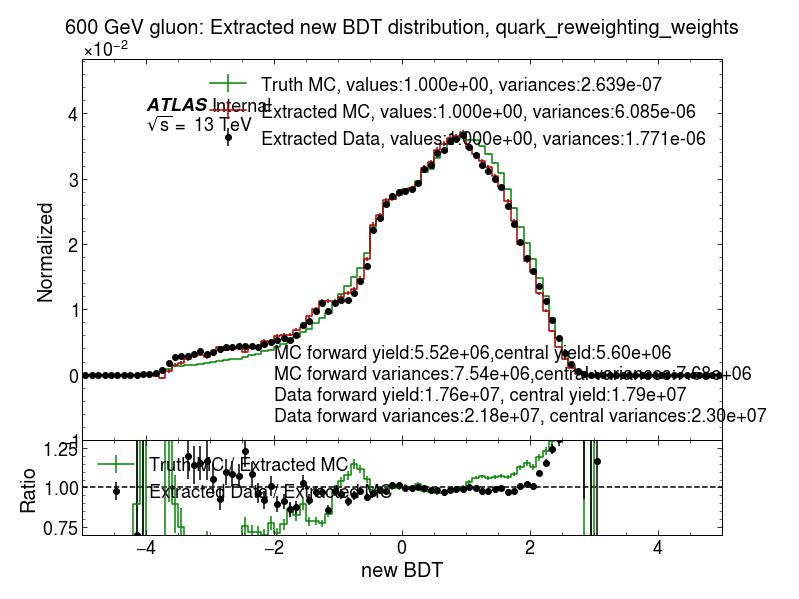 600 GeV gluon: Extracted new BDT distribution, quark_reweighting_weights
×10−2
Truth MC, values:1.000e+00, variances:2.639e-07
ATLAS Internal
Extracted MC, values:1.000e+00, variances:6.085e-06
√s = 13 TeV
Extracted Data, values:1.000e+00, variances:1.771e-06
4
3
2
1
0
Normalized
MC forward yield:5.52e+06,central yield:5.60e+06
MC forward variances:7.54e+06,central variances:7.68e+06
Data forward yield:1.76e+07, central yield:1.79e+07
Data forward variances:2.18e+07, central variances:2.30e+07
1.25
1.00
0.75
Ratio
Truth MC / Extracted MC
Extracted Data / Extracted MC
−4 −2 0 2 4
new BDT